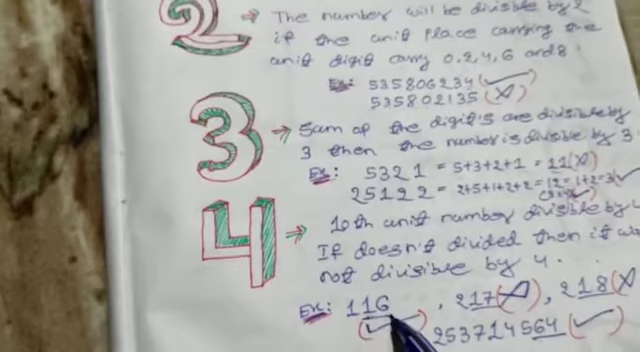 2 → The number will be divisible by 2
if the unit place carrying the
unit digit carry 0,2,4,6 and 8
Ex: 535806234(✓)
535802135(X)
3 → Sum of the digit's are divisible by
3 then the number is divisible by 3
Ex: 5321 = 5+3+2+1 = 11(X)
25122 = 2+5+1+2+2 = 12 = 1+2=3(✓
4 → 10th unit number divisible by 4
If doesn't divided then it
not divisible by 4.
Ex: 116, 217(X), 218(X
(✓) 253714564(✓)